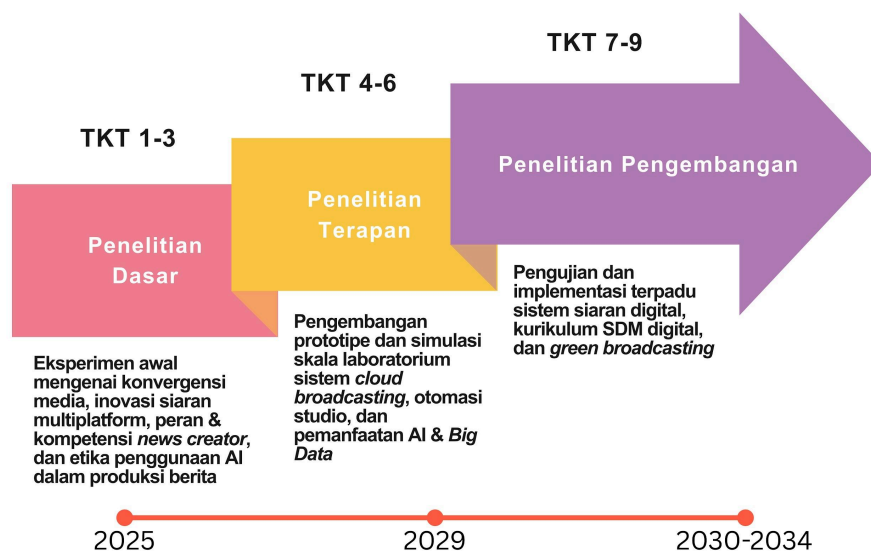 TKT 1-3
Penelitian
Dasar
Eksperimen awal
mengenai konvergensi
media, inovasi siaran
multiplatform, peran &
kompetensi news creator,
dan etika penggunaan AI
dalam produksi berita
TKT 4-6
Penelitian
Terapan
Pengembangan
prototipe dan simulasi
skala laboratorium
sistem cloud
broadcasting, otomasi
studio, dan
pemanfaatan AI & Big
Data
TKT 7-9
Penelitian Pengembangan
Pengujian dan
implementasi terpadu
sistem siaran digital,
kurikulum SDM digital,
dan green broadcasting
2025
2029
2030-2034